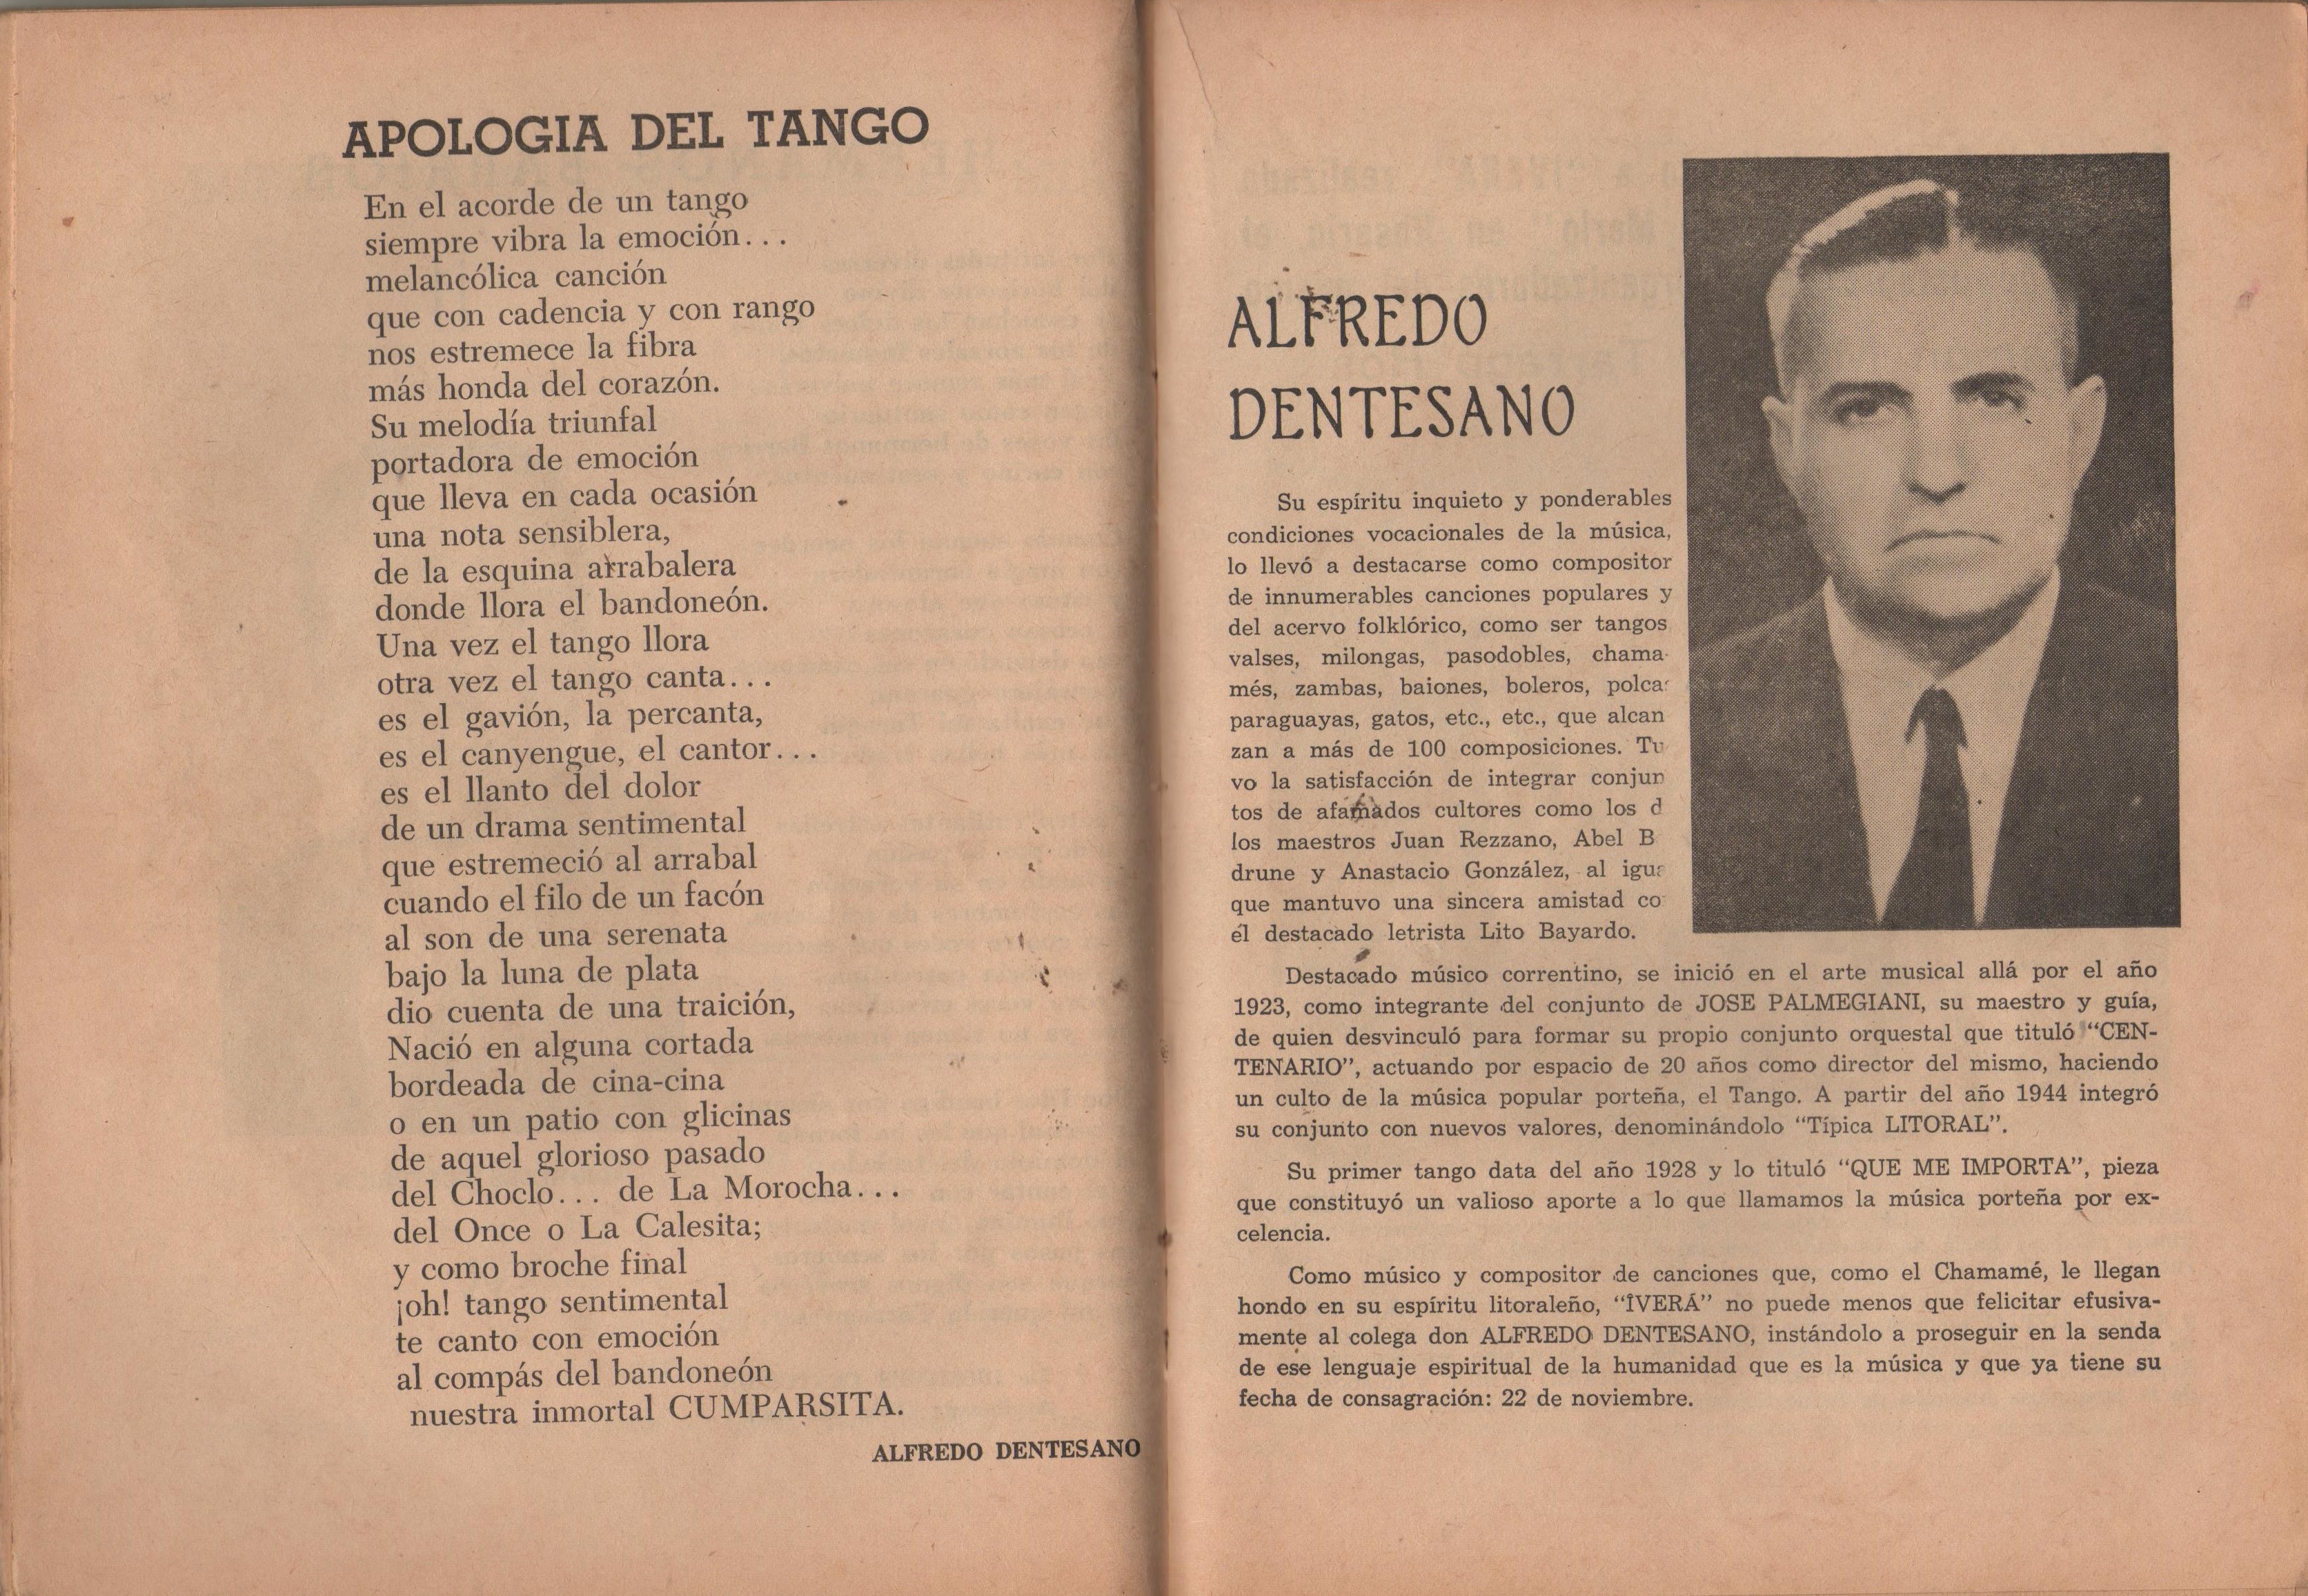 APOLOGIA DEL TANGO
En el acorde de un tango
siempre vibra la emoción...
melancólica canción
que con cadencia y con rango
nos estremece la fibra
más honda del corazón.
Su melodía triunfal
portadora de emoción
que lleva en cada ocasión
una nota sensiblera,
de la esquina arrabalera
donde llora el bandoneón.
Una vez el tango llora
otra vez el tango canta...
es el gavión, la percanta,
es el canyengue, el cantor...
es el llanto del dolor
de un drama sentimental
que estremeció al arrabal
cuando el filo de un facón
al son de una serenata
bajo la luna de plata
dio cuenta de una traición,
Nació en alguna cortada
bordeada de cina-cina
o en un patio con glicinas
de aquel glorioso pasado
del Choclo... de La Morocha...
del Once o La Calesita;
y como broche final
¡oh! tango sentimental
te canto con emoción
al compás del bandoneón
nuestra inmortal CUMPARSITA.
ALFREDO DENTESANO
ALFREDO
DENTESANO
Su espíritu inquieto y ponderables
condiciones vocacionales de la música,
lo llevó a destacarse como compositor
de innumerables canciones populares y
del acervo folklórico, como ser tangos
valses, milongas, pasodobles, chama-
més, zambas, baiones, boleros, polcas
paraguayas, gatos, etc., etc., que alcan
zan a más de 100 composiciones. Tu
vo la satisfacción de integrar conjun
tos de afamados cultores como los d
los maestros Juan Rezzano, Abel B
drune y Anastacio González, al igua
que mantuvo una sincera amistad co
él destacado letrista Lito Bayardo.
Destacado músico correntino, se inició en el arte musical allá por el año
1923, como integrante del conjunto de JOSE PALMEGIANI, su maestro y guía,
de quien desvinculó para formar su propio conjunto orquestal que tituló "CEN-
TENARIO", actuando por espacio de 20 años como director del mismo, haciendo
un culto de la música popular porteña, el Tango. A partir del año 1944 integró
su conjunto con nuevos valores, denominándolo "Típica LITORAL".
Su primer tango data del año 1928 y lo tituló "QUE ME IMPORTA", pieza
que constituyó un valioso aporte a lo que llamamos la música porteña por ex-
celencia.
Como músico y compositor de canciones que, como el Chamamé, le llegan
hondo en su espíritu litoraleño, "ÎVERÁ" no puede menos que felicitar efusiva-
mente al colega don ALFREDO DENTESANO, instándolo a proseguir en la senda
de ese lenguaje espiritual de la humanidad que es la música y que ya tiene su
fecha de consagración: 22 de noviembre.